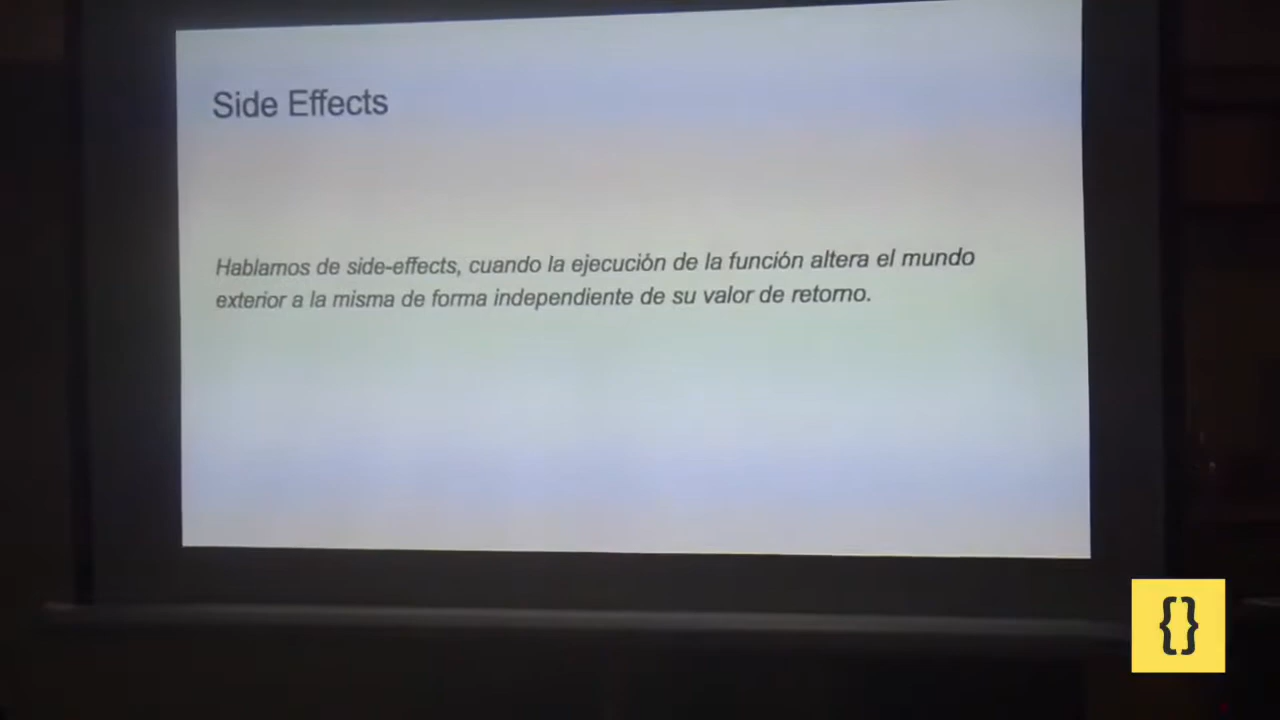 Side Effects
Hablamos de side-effects, cuando la ejecución de la función altera el mundo
exterior a la misma de forma independiente de su valor de retorno.
{}